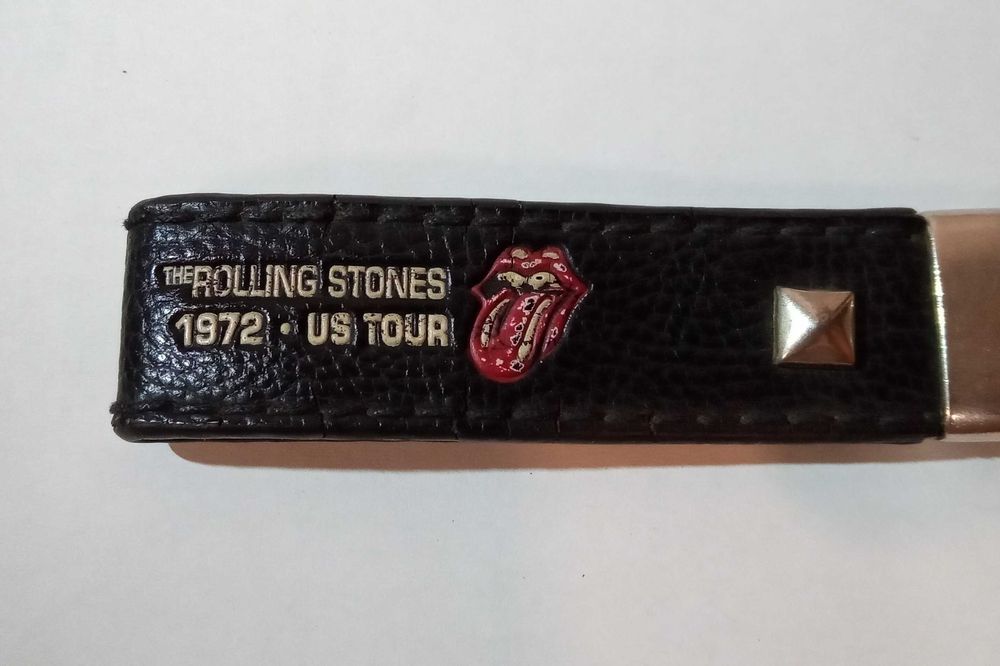 THE ROLLING STONES
1972 · US TOUR